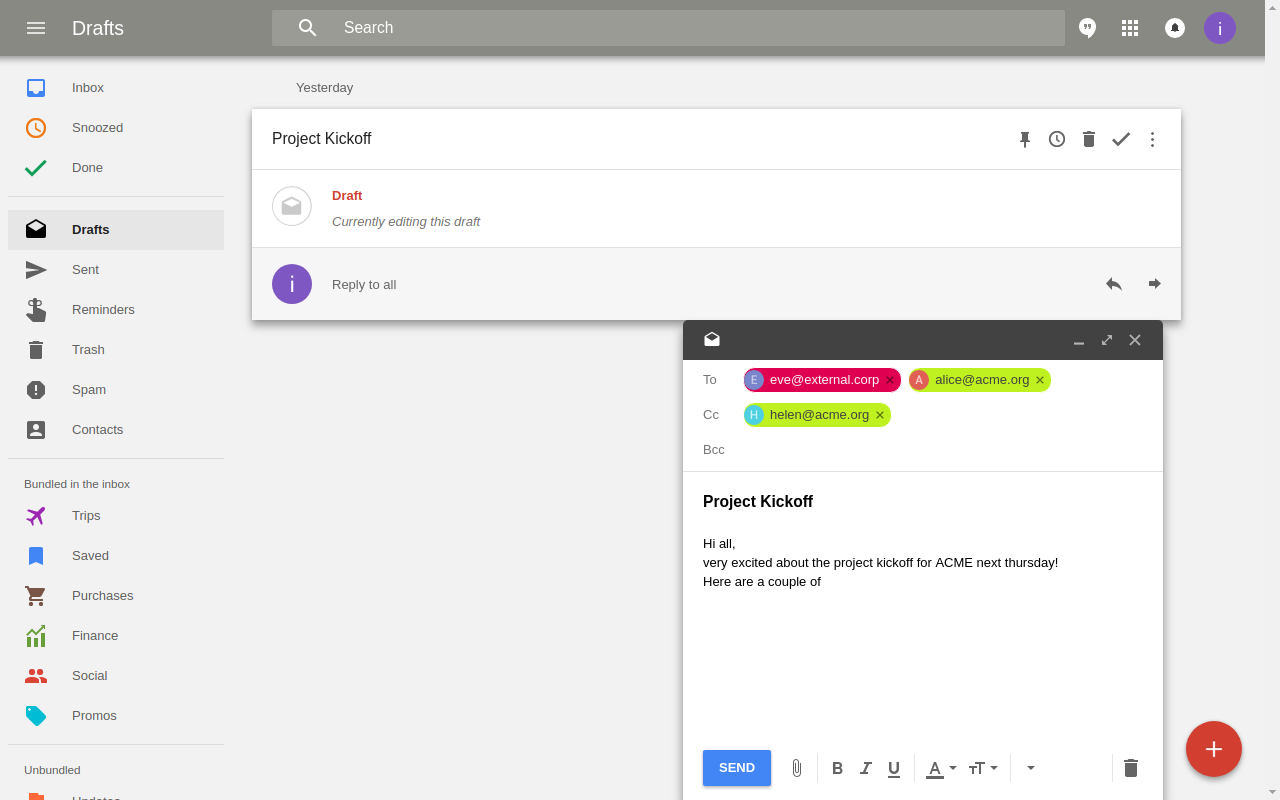 Drafts
Search
i
Inbox
Snoozed
Done
Drafts
Sent
Reminders
Trash
Spam
Contacts
Bundled in the inbox
Trips
Saved
Purchases
Finance
Social
Promos
Unbundled
Updates
Yesterday
Project Kickoff
Draft
Currently editing this draft
i
Reply to all
To E eve@external.corp A alice@acme.org
Cc H helen@acme.org
Bcc
Project Kickoff
Hi all,
very excited about the project kickoff for ACME next thursday!
Here are a couple of
SEND B I U A TT